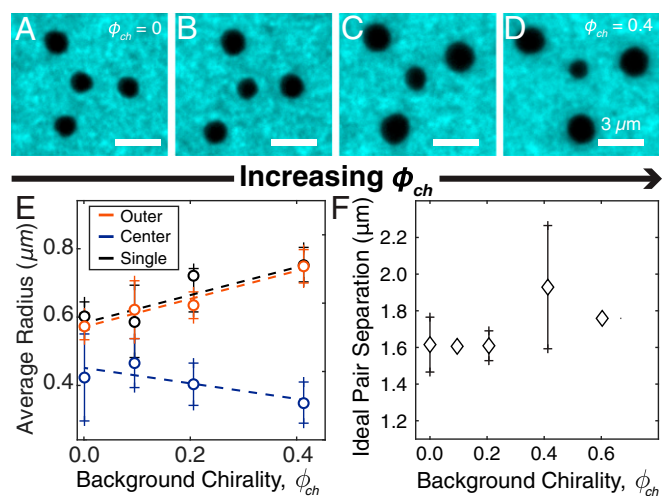 A
ϕch = 0
B
C
D
ϕch = 0.4
3 µm
Increasing ϕch
E
Outer
Center
Single
Average Radius (µm)
0.8
0.6
0.4
0.0 0.2 0.4
Background Chirality, ϕch
F
Ideal Pair Separation (µm)
2.2
2.0
1.8
1.6
1.4
1.2
0.0 0.2 0.4 0.6
Background Chirality, ϕch